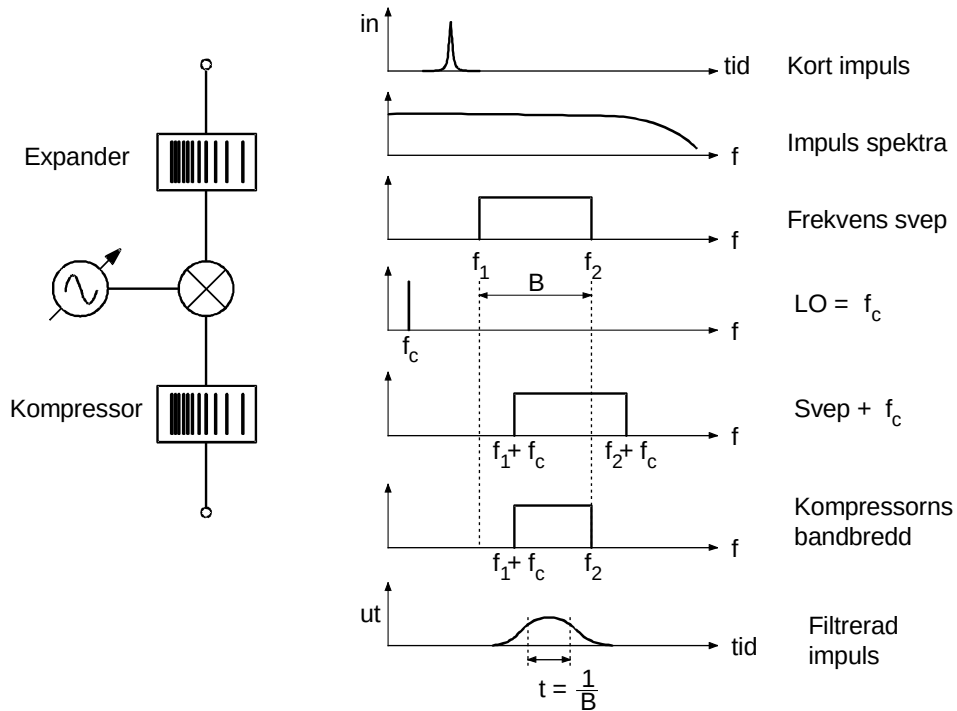 in
tid
Kort impuls
Expander
f
Impuls spektra
f
Frekvens svep
f1
f2
B
f
LO = fc
fc
Kompressor
f
Svep + fc
f1+ fc
f2+ fc
f
Kompressorns
bandbredd
f1+ fc
f2
ut
tid
Filtrerad
impuls
t = 1/B